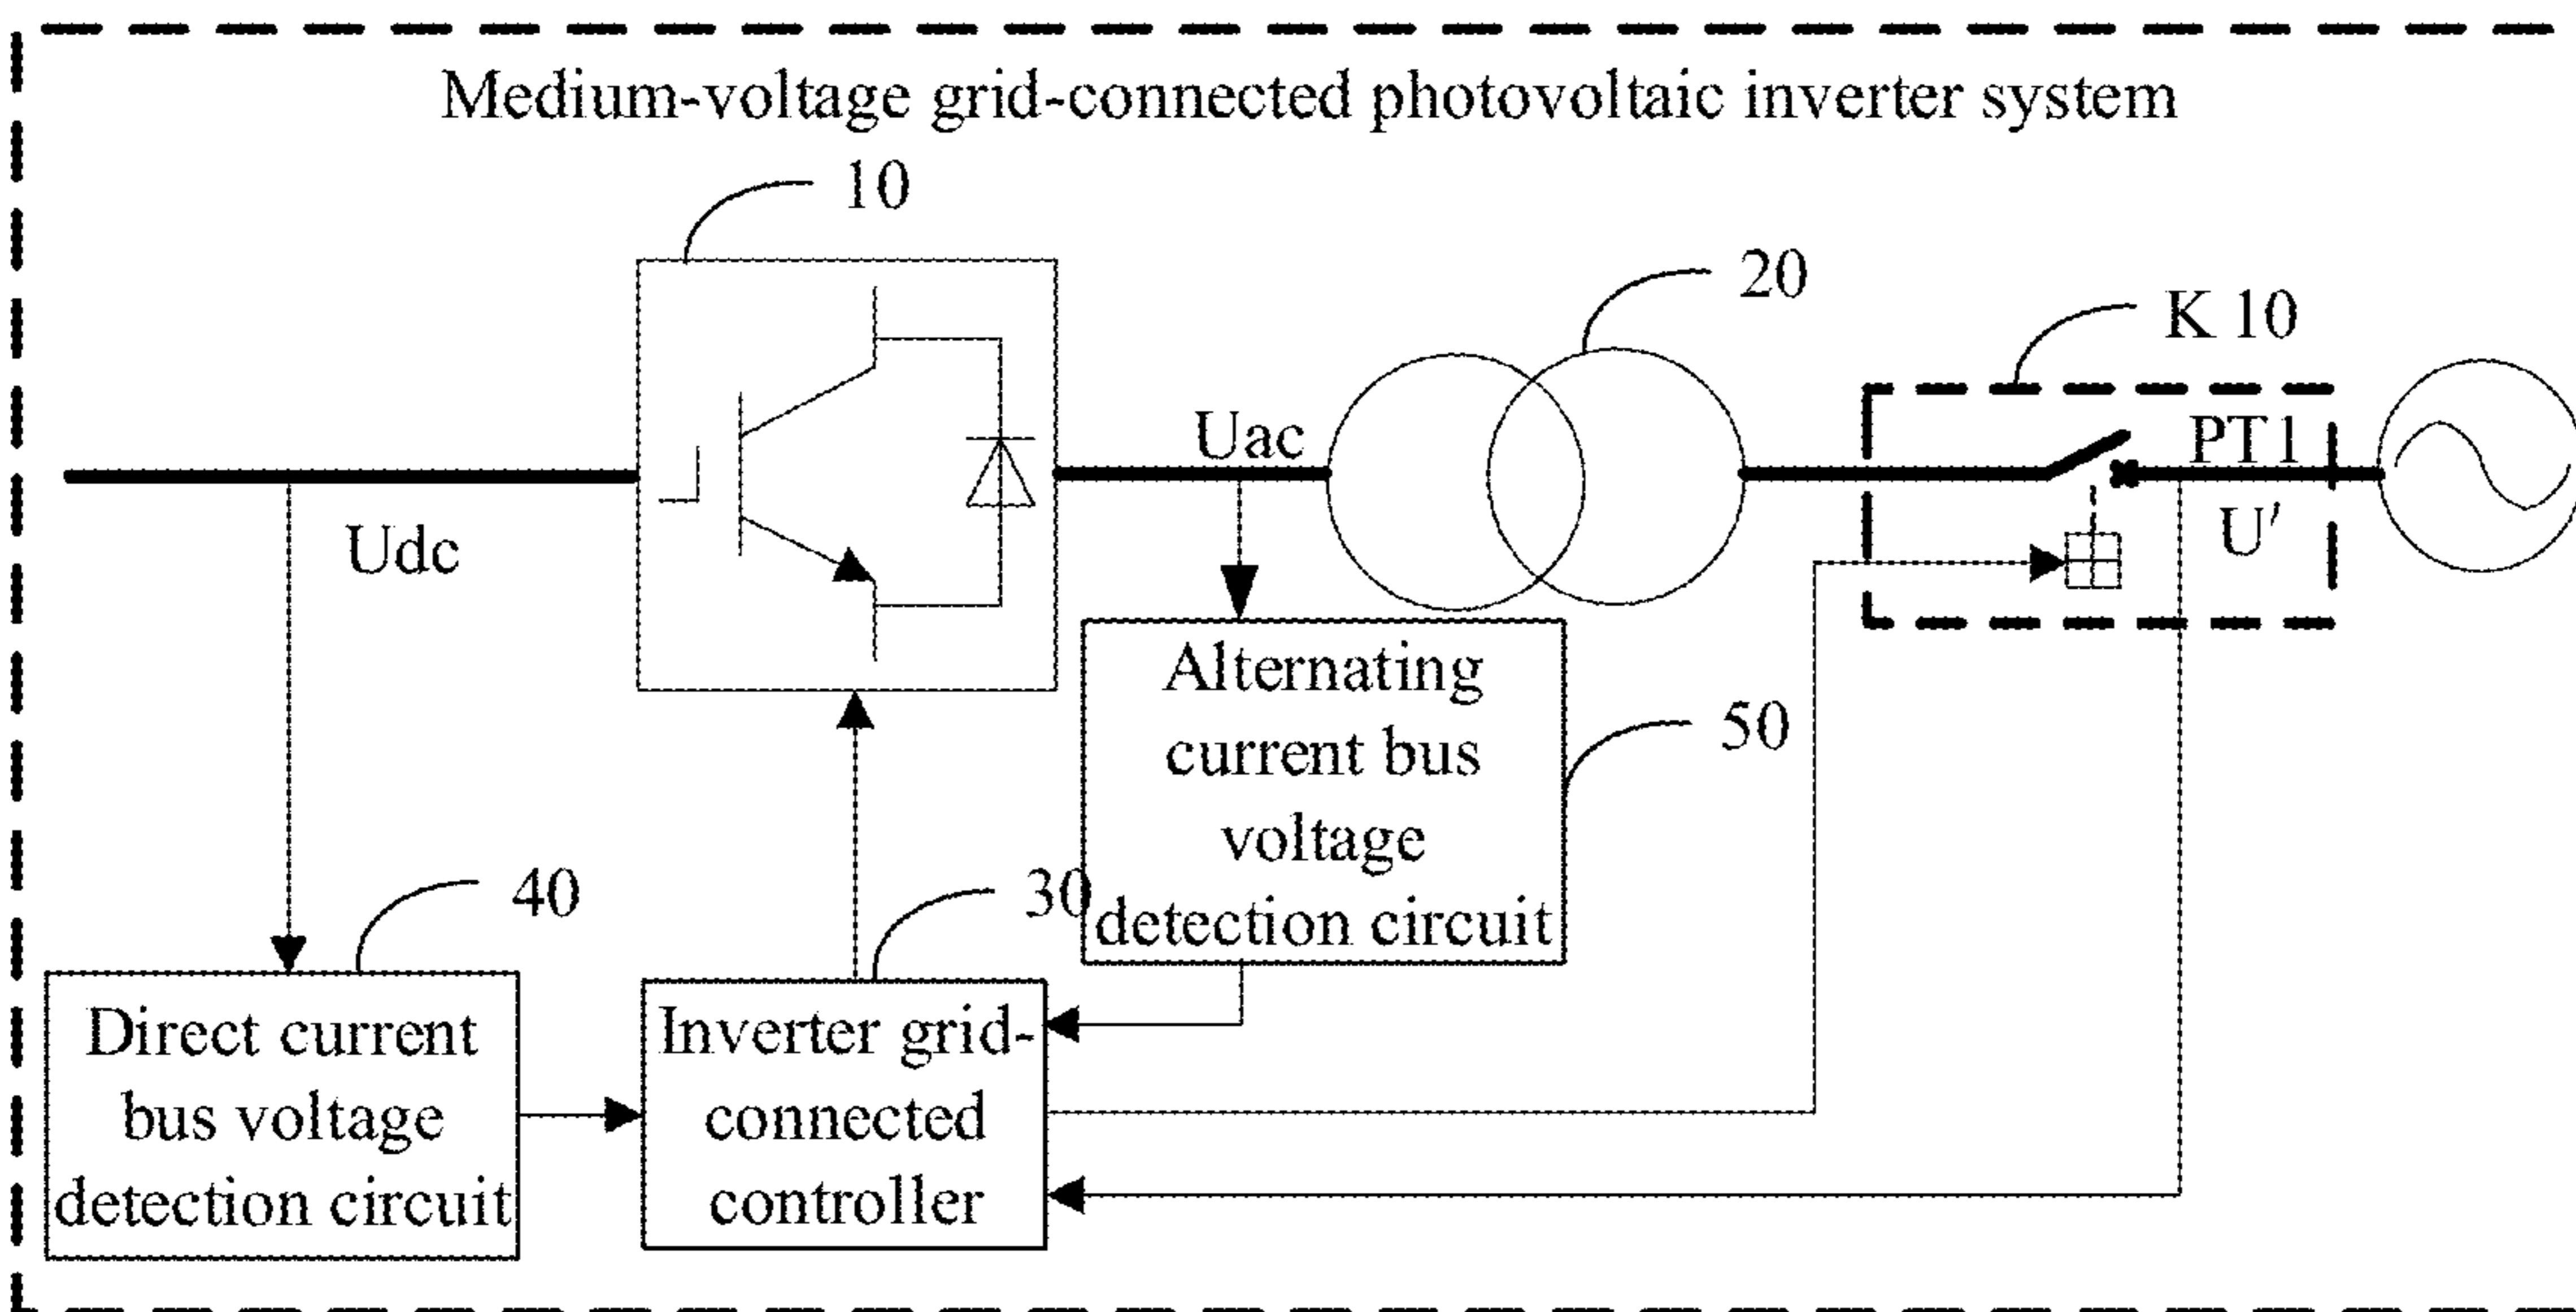 Medium-voltage grid-connected photovoltaic inverter system
10
20
K 10
Uac
PT1
Udc
U'
Alternating
current bus
voltage
detection circuit
50
40
30
Direct current
bus voltage
detection circuit
Inverter grid-
connected
controller